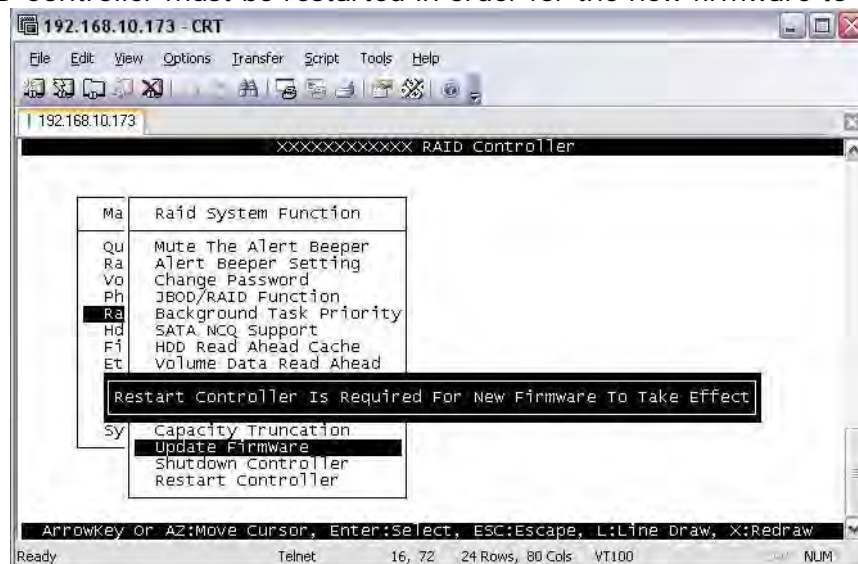 controller must be restarted in order for the new firmware to
192.168.10.173 - CRT
File Edit View Options Transfer Script Tools Help
192.168.10.173
XXXXXXXXXXXX RAID Controller
Ma Raid System Function
Qu Mute The Alert Beeper
Ra Alert Beeper Setting
Vo Change Password
Ph JBOD/RAID Function
Ra Background Task Priority
Hd SATA NCQ Support
Fi HDD Read Ahead Cache
Et Volume Data Read Ahead
Restart Controller Is Required For New Firmware To Take Effect
Sy Capacity Truncation
Update Firmware
Shutdown Controller
Restart Controller
ArrowKey Or AZ:Move Cursor, Enter:Select, ESC:Escape, L:Line Draw, X:Redraw
Ready Telnet 16, 72 24 Rows, 80 Cols VT100 NUM